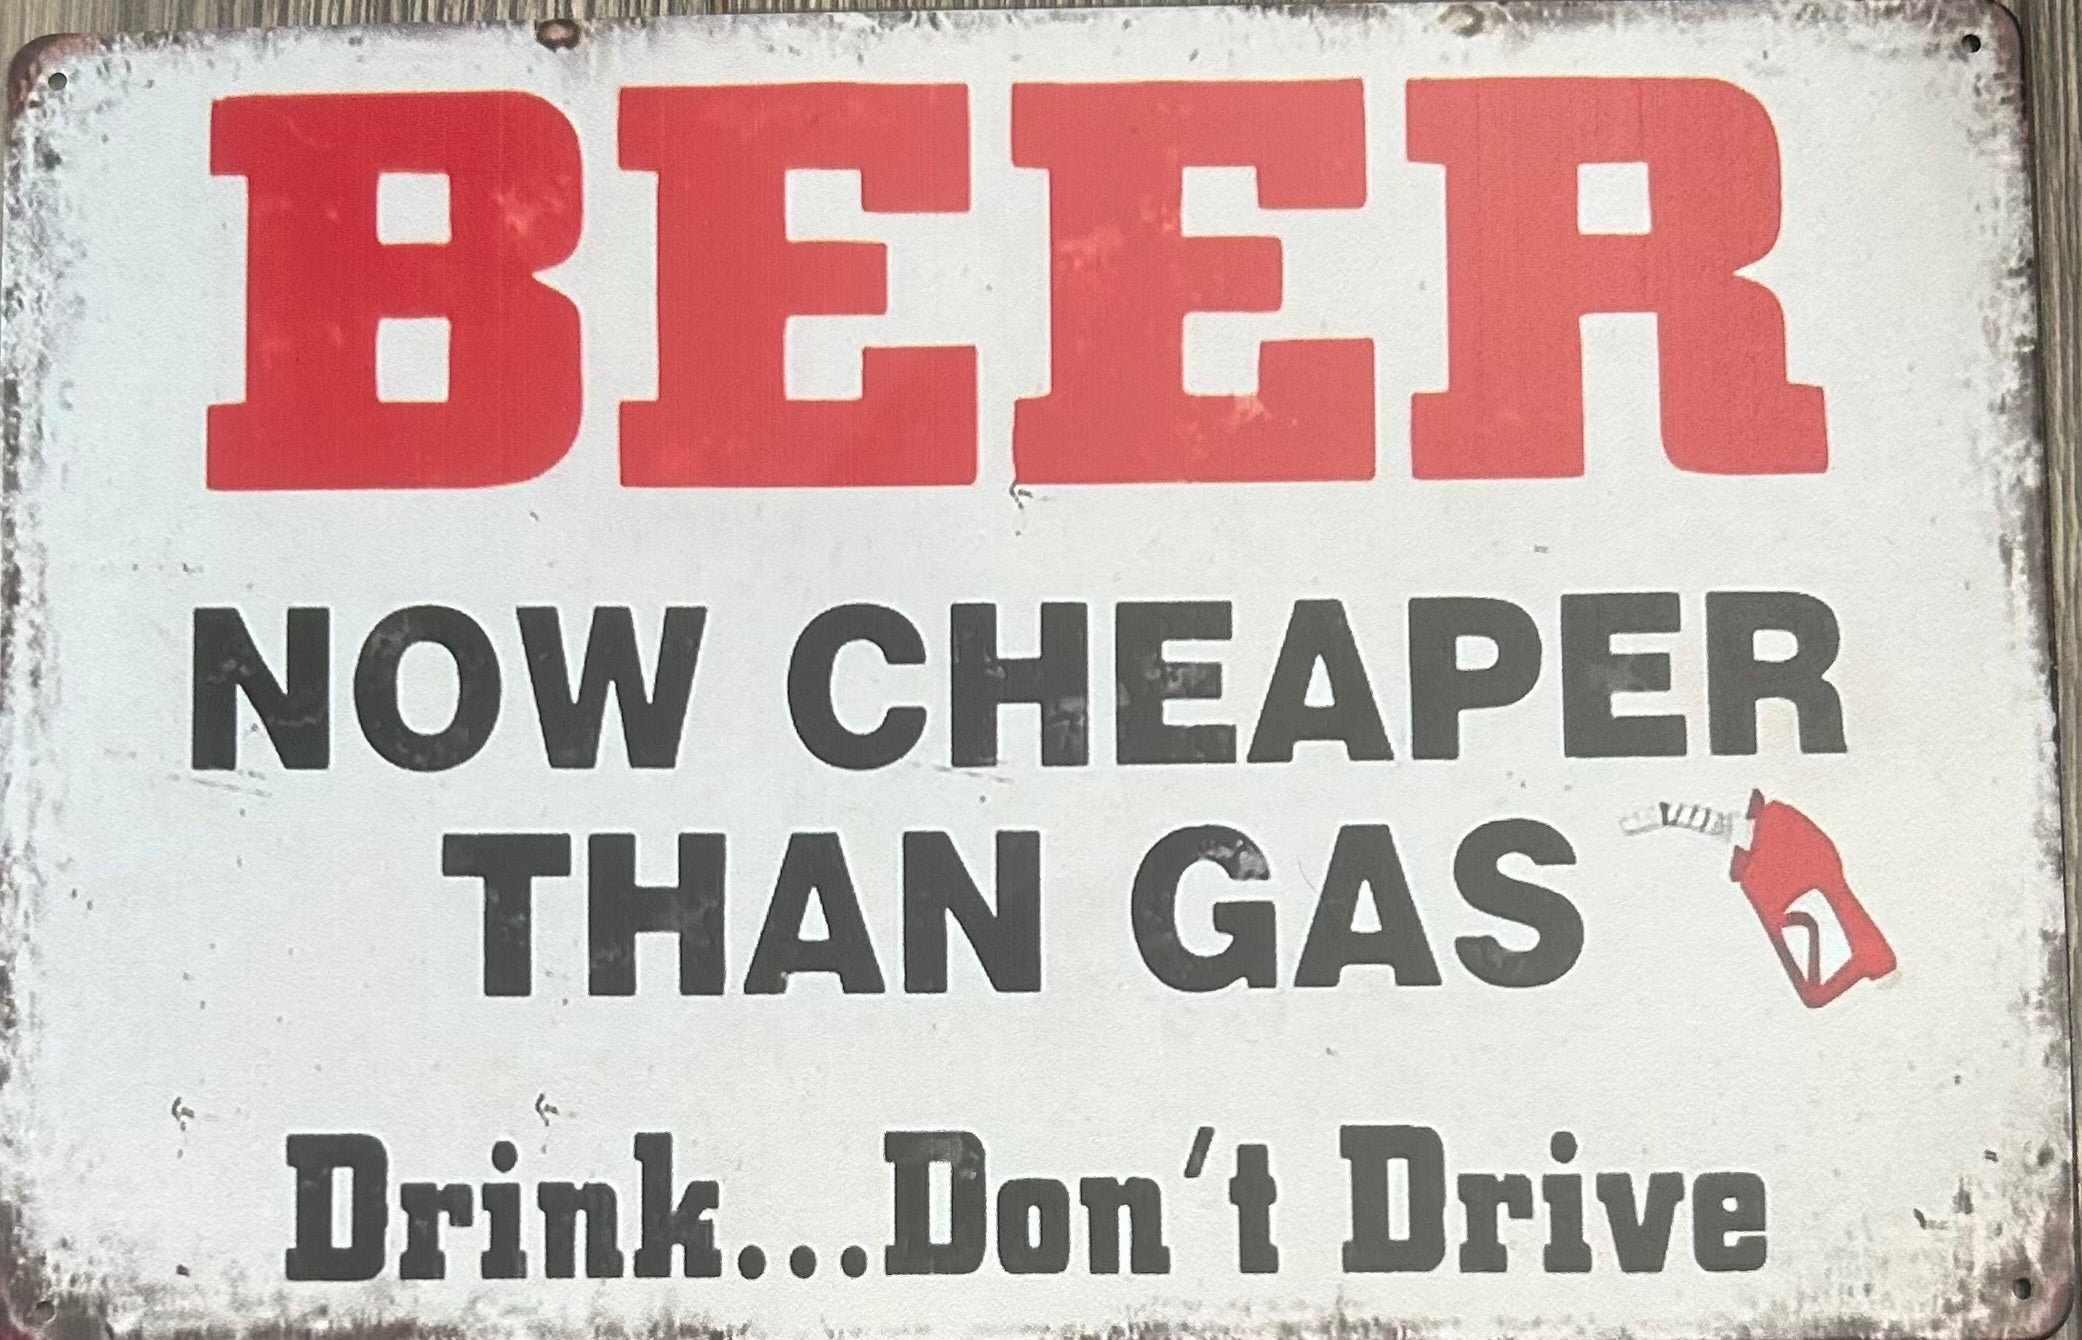 BEER
NOW CHEAPER
THAN GAS
Drink...Don't Drive